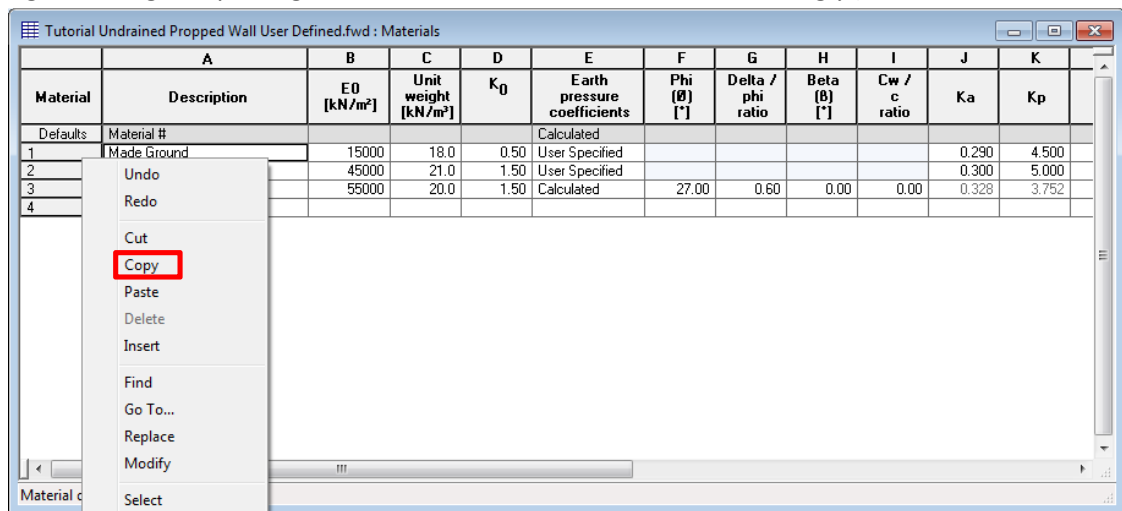 Tutorial Undrained Propped Wall User Defined.fwd : Materials
A B C D E F G H I J K
Material Description E0 [kN/m²] Unit weight [kN/m³] K0 Earth pressure coefficients Phi (Ø) [°] Delta / phi ratio Beta (ß) [°] Cw / c ratio Ka Kp
Defaults Material # Calculated
1 Made Ground 15000 18.0 0.50 User Specified 0.290 4.500
2 45000 21.0 1.50 User Specified 0.300 5.000
3 55000 20.0 1.50 Calculated 27.00 0.60 0.00 0.00 0.328 3.752
4
Undo
Redo
Cut
Copy
Paste
Delete
Insert
Find
Go To...
Replace
Modify
Select
Material